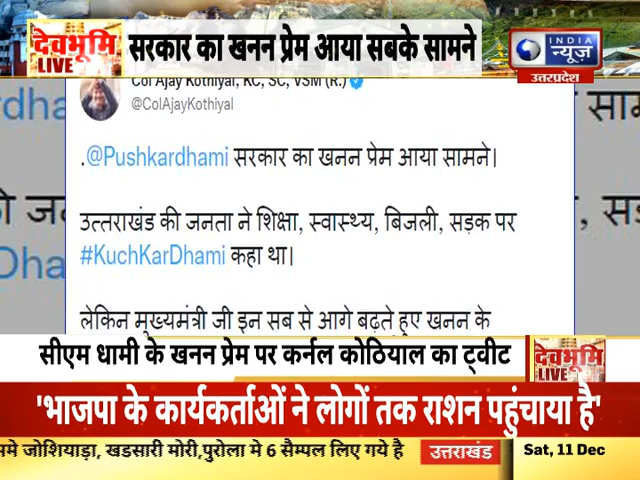 देवभूमि
LIVE
सरकार का खनन प्रेम आया सबके सामने
INDIA
न्यूज़
उत्तरप्रदेश
Col Ajay Kothiyal, KC, SC, VSM (R.)
@ColAjayKothiyal
.@Pushkardhami सरकार का खनन प्रेम आया सामने।
उत्तराखंड की जनता ने शिक्षा, स्वास्थ्य, बिजली, सड़क पर
#KuchKarDhami कहा था।
लेकिन मुख्यमंत्री जी इन सब से आगे बढ़ते हुए खनन के
सीएम धामी के खनन प्रेम पर कर्नल कोठियाल का ट्वीट
देवभूमि
LIVE
'भाजपा के कार्यकर्ताओं ने लोगों तक राशन पहुंचाया है'
समे जोशियाड़ा, खडसारी मोरी,पुरोला मे 6 सैम्पल लिए गये है
उत्तराखंड
Sat, 11 Dec